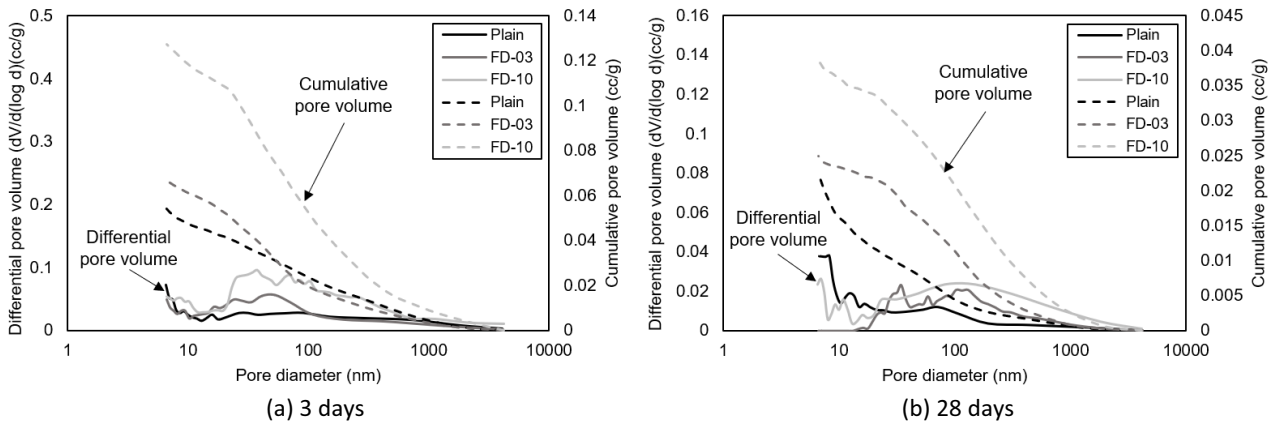 Differential pore volume (dV/d(log d)(cc/g)
0.5
0.4
0.3
0.2
0.1
0
0.14
0.12
0.1
0.08
0.06
0.04
0.02
0
Cumulative pore volume (cc/g)
Plain
FD-03
FD-10
Plain
FD-03
FD-10
Cumulative
pore volume
Differential
pore volume
1
10
100
1000
10000
Pore diameter (nm)
(a) 3 days
Differential pore volume (dV/d(log d)(cc/g)
0.16
0.14
0.12
0.1
0.08
0.06
0.04
0.02
0
0.045
0.04
0.035
0.03
0.025
0.02
0.015
0.01
0.005
0
Cumulative pore volume (cc/g)
Plain
FD-03
FD-10
Plain
FD-03
FD-10
Cumulative
pore volume
Differential
pore volume
1
10
100
1000
10000
Pore diameter (nm)
(b) 28 days